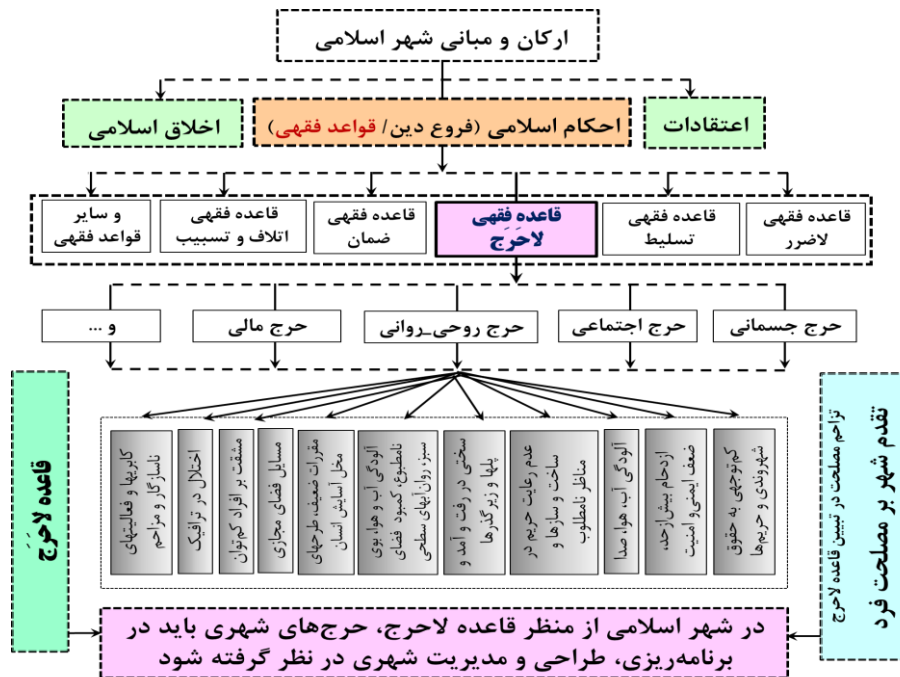 ارکان و مبانی شهر اسلامی
اعتقادات
احکام اسلامی (فروع دین/ قواعد فقهی)
اخلاق اسلامی
قاعده فقهی
لاضرر
قاعده فقهی
تسلیط
قاعده فقهی
لاحَرَج
قاعده فقهی
ضمان
قاعده فقهی
اتلاف و تسبیب
و سایر
قواعد فقهی
حرج جسمانی
حرج اجتماعی
حرج روحی_روانی
حرج مالی
و ...
تقدم شهر بر مصلحت فرد
تزاحم مصلحت در تبیین قاعده لاحرج
کم‌توجهی به حقوق
شهروندی و حریم‌ها
ازدحام بیش‌ازحد،
ضعف ایمنی و امنیت
آلودگی آب، هوا، صدا
عدم رعایت حریم در
ساخت و سازها و
مناظر نامطلوب
سختی در رفت و آمد و
پلها و زیرگذرها
آلودگی آب و هوا، بوی
نامطبوع، کمبود فضای
سبز، روان‌آبهای سطحی
مقررات ضعیف، طرحهای
مخل آسایش انسان
مسایل فضای مجازی
مشقت بر افراد کم‌توان
اختلال در ترافیک
کابریها و فعالیتهای
ناسازگار و مزاحم
قاعده لاحَرَج
در شهر اسلامی از منظر قاعده لاحرج، حرج‌های شهری باید در
برنامه‌ریزی، طراحی و مدیریت شهری در نظر گرفته شود